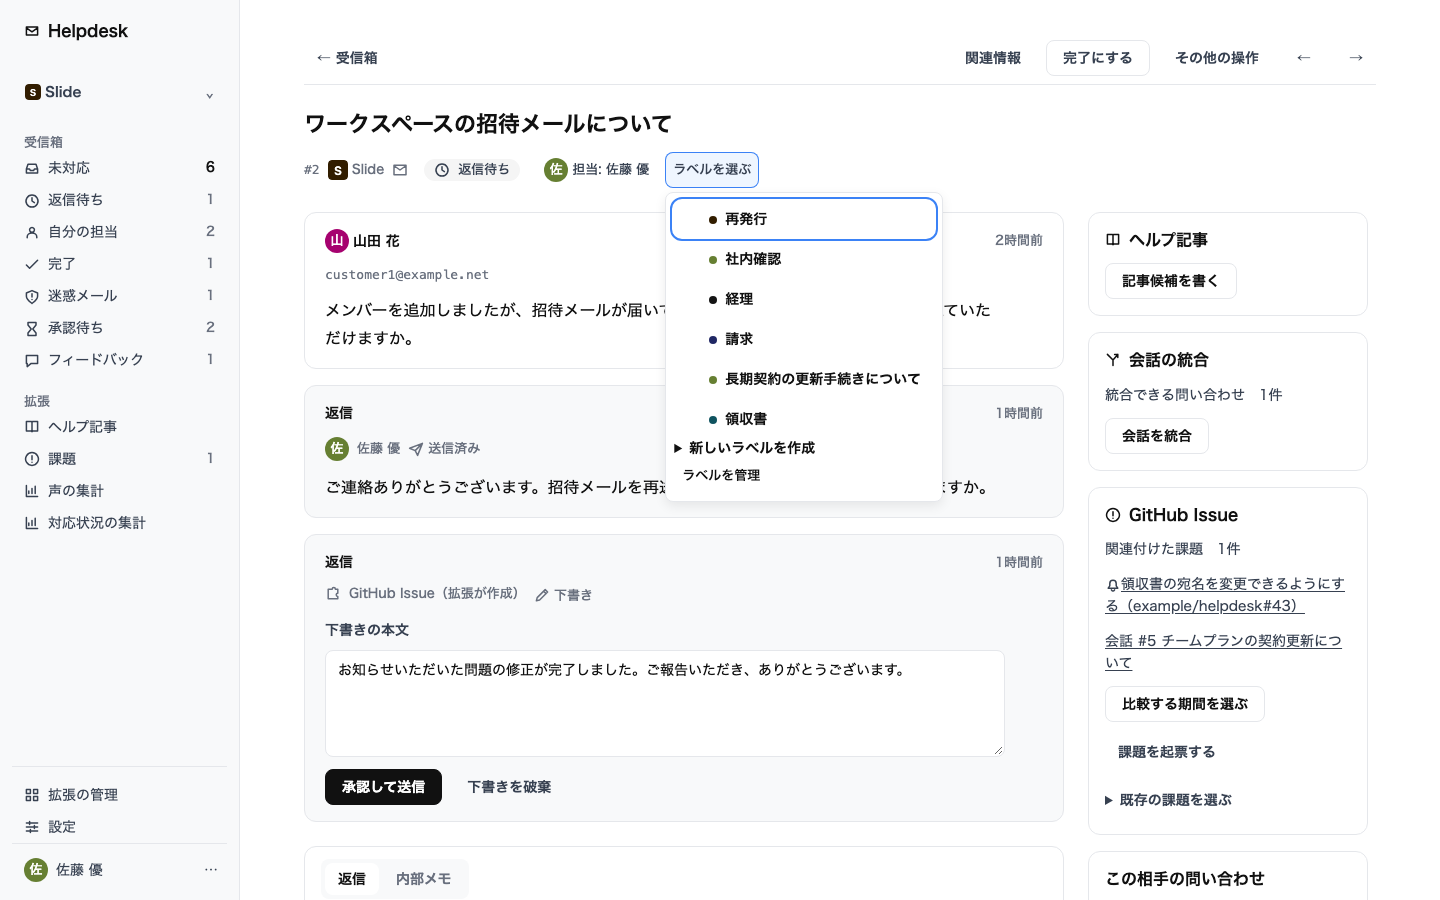 Helpdesk
S Slide
受信箱
未対応 6
返信待ち 1
自分の担当 2
完了 1
迷惑メール 1
承認待ち 2
フィードバック 1
拡張
ヘルプ記事
課題 1
声の集計
対応状況の集計
拡張の管理
設定
佐 佐藤 優 …
← 受信箱
関連情報 完了にする その他の操作 ← →
ワークスペースの招待メールについて
#2 S Slide 返信待ち 佐 担当: 佐藤 優 ラベルを選ぶ
再発行
社内確認
経理
請求
長期契約の更新手続きについて
領収書
▶ 新しいラベルを作成
ラベルを管理
山 山田 花 2時間前
customer1@example.net
メンバーを追加しましたが、招待メールが届い
ていた
だけますか。
返信 1時間前
佐 佐藤 優 送信済み
ご連絡ありがとうございます。招待メールを再
ますか。
返信 1時間前
GitHub Issue（拡張が作成） 下書き
下書きの本文
お知らせいただいた問題の修正が完了しました。ご報告いただき、ありがとうございます。
承認して送信 下書きを破棄
返信 内部メモ
ヘルプ記事
記事候補を書く
会話の統合
統合できる問い合わせ 1件
会話を統合
GitHub Issue
関連付けた課題 1件
領収書の宛名を変更できるようにす
る（example/helpdesk#43）
会話 #5 チームプランの契約更新につ
いて
比較する期間を選ぶ
課題を起票する
▶ 既存の課題を選ぶ
この相手の問い合わせ